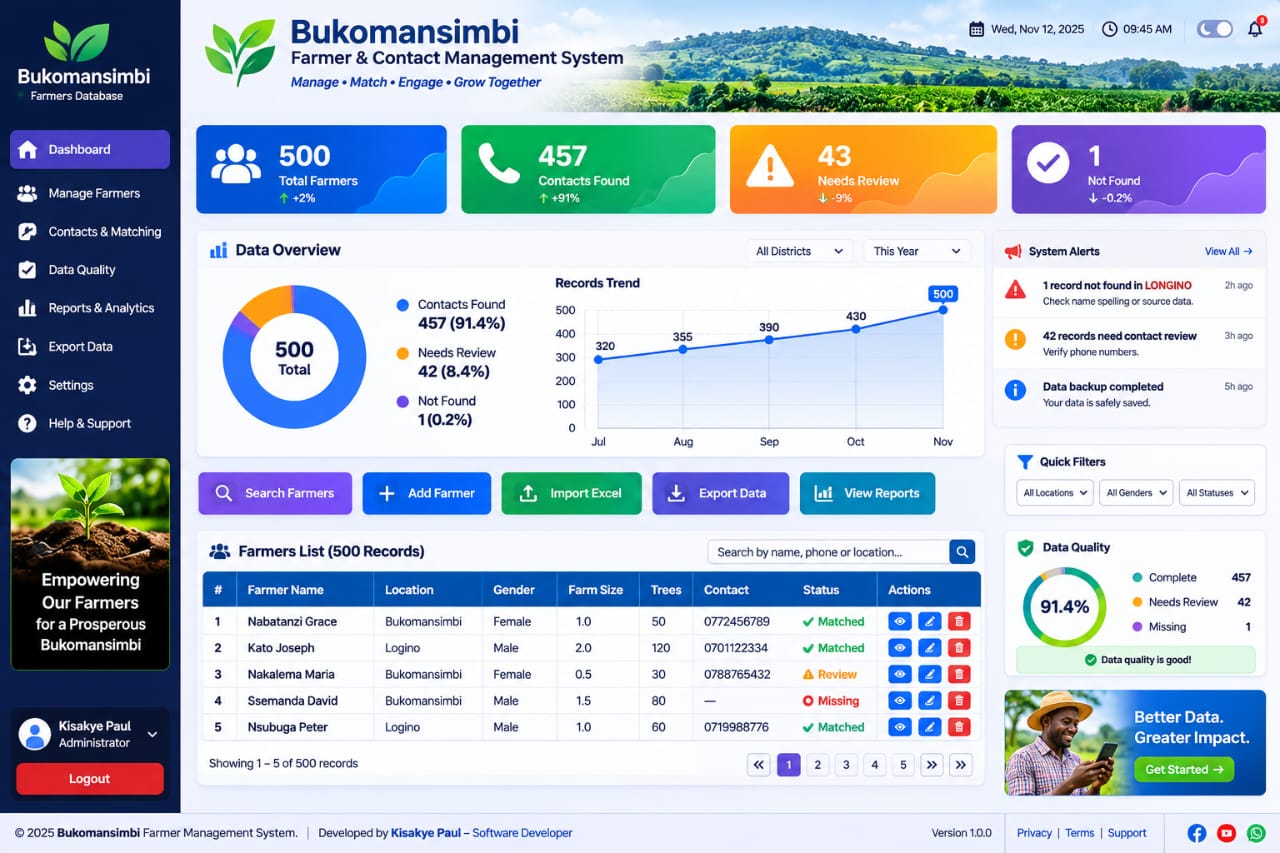 Bukomansimbi
Farmers Database
Dashboard
Manage Farmers
Contacts & Matching
Data Quality
Reports & Analytics
Export Data
Settings
Help & Support
Empowering
Our Farmers
for a Prosperous
Bukomansimbi
Kisakye Paul
Administrator
Logout
Bukomansimbi
Farmer & Contact Management System
Manage • Match • Engage • Grow Together
Wed, Nov 12, 2025
09:45 AM
3
500
Total Farmers
↑ +2%
457
Contacts Found
↑ +91%
43
Needs Review
↓ -9%
1
Not Found
↓ -0.2%
Data Overview
All Districts
This Year
500
Total
Contacts Found
457 (91.4%)
Needs Review
42 (8.4%)
Not Found
1 (0.2%)
Records Trend
500
400
300
200
100
0
320
355
390
430
500
Jul Aug Sep Oct Nov
System Alerts
View All →
1 record not found in LONGINO 2h ago
Check name spelling or source data.
42 records need contact review 3h ago
Verify phone numbers.
Data backup completed 5h ago
Your data is safely saved.
Search Farmers
Add Farmer
Import Excel
Export Data
View Reports
Quick Filters
All Locations
All Genders
All Statuses
Farmers List (500 Records)
Search by name, phone or location...
# Farmer Name Location Gender Farm Size Trees Contact Status Actions
1 Nabatanzi Grace Bukomansimbi Female 1.0 50 0772456789 Matched
2 Kato Joseph Logino Male 2.0 120 0701122334 Matched
3 Nakalema Maria Bukomansimbi Female 0.5 30 0788765432 Review
4 Ssemanda David Bukomansimbi Male 1.5 80 — Missing
5 Nsubuga Peter Logino Male 1.0 60 0719988776 Matched
Showing 1 – 5 of 500 records
« 1 2 3 4 5 » »
Data Quality
91.4%
Complete 457
Needs Review 42
Missing 1
Data quality is good!
Better Data.
Greater Impact.
Get Started →
© 2025 Bukomansimbi Farmer Management System. | Developed by Kisakye Paul – Software Developer
Version 1.0.0
Privacy | Terms | Support